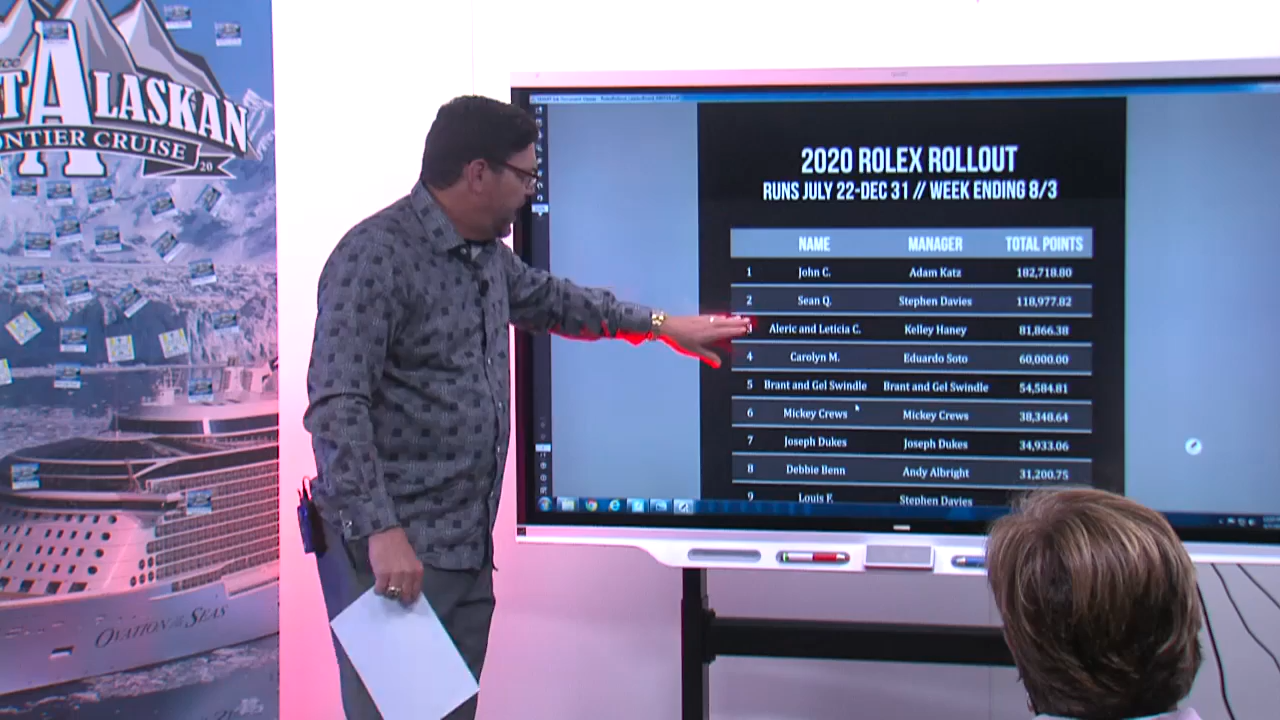 ALASKAN
ONTIER CRUISE
20
OVATION OF THE SEAS
2020 ROLEX ROLLOUT
RUNS JULY 22-DEC 31 // WEEK ENDING 8/3
NAME MANAGER TOTAL POINTS
1 John C. Adam Katz 182,718.80
2 Sean Q. Stephen Davies 118,977.82
Aleric and Leticia C. Kelley Haney 81,866.38
4 Carolyn M. Eduardo Soto 60,000.00
5 Brant and Gel Swindle Brant and Gel Swindle 54,584.81
6 Mickey Crews Mickey Crews 38,348.64
7 Joseph Dukes Joseph Dukes 34,933.06
8 Debbie Benn Andy Albright 31,200.75
9 Louis F. Stephen Davies